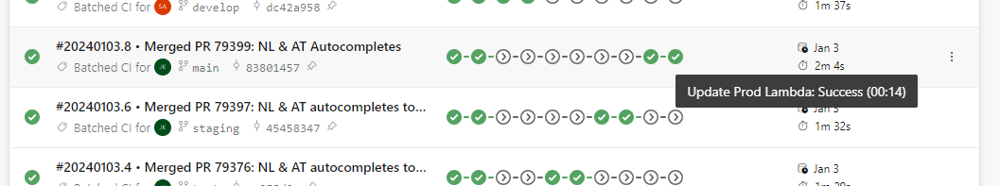 Batched CI for SA develop dc42a958 1m 37s
#20240103.8 • Merged PR 79399: NL & AT Autocompletes Jan 3
Batched CI for JK main 83801457 2m 4s
Update Prod Lambda: Success (00:14)
#20240103.6 • Merged PR 79397: NL & AT autocompletes to... Jan 3
Batched CI for JK staging 45458347 1m 32s
#20240103.4 • Merged PR 79376: NL & AT autocompletes to... Jan 3
Batched CI for